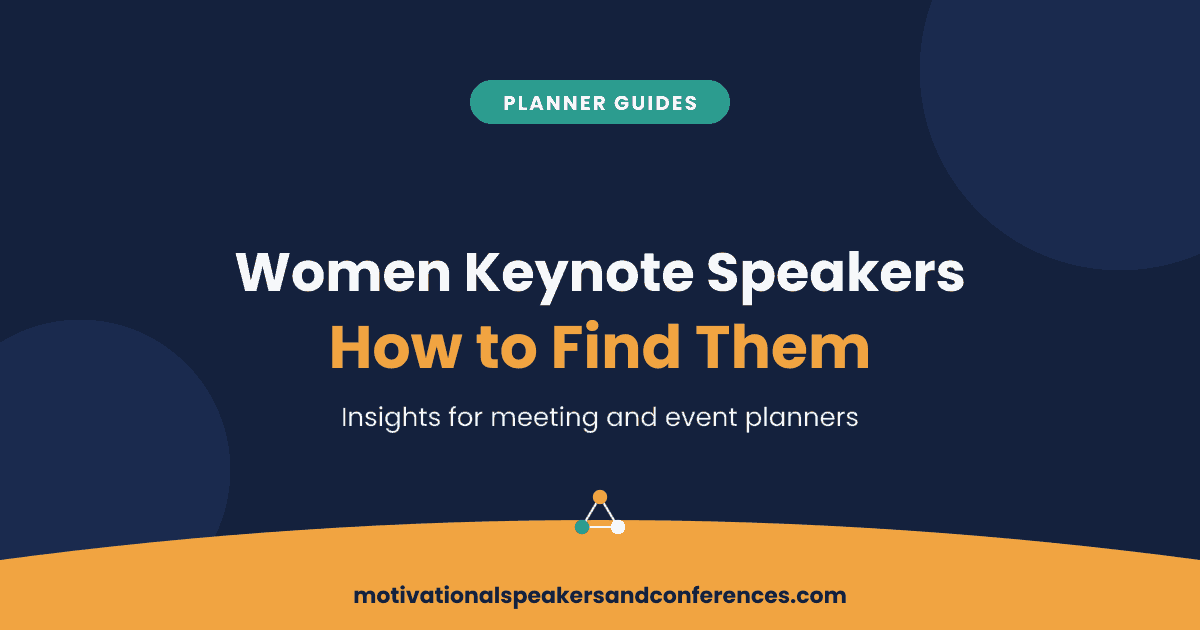 PLANNER GUIDES
Women Keynote Speakers
How to Find Them
Insights for meeting and event planners
motivationalspeakersandconferences.com